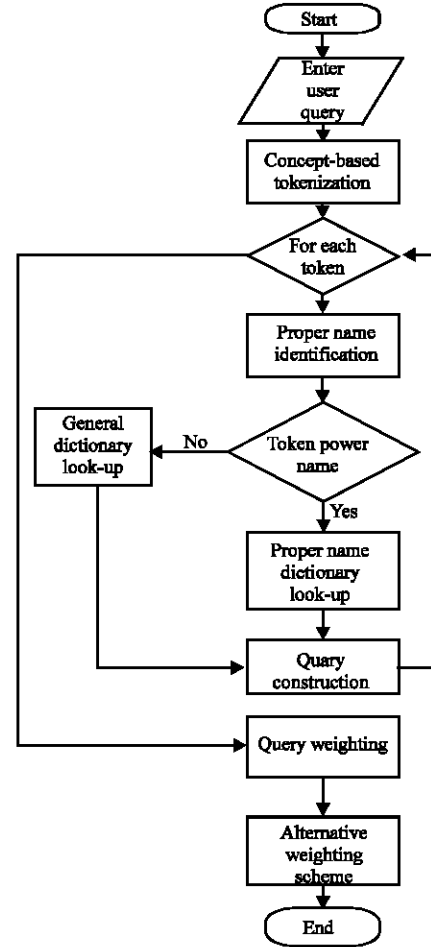 Start
Enter
user
query
Concept-based
tokenization
For each
token
Proper name
identification
General
dictionary
look-up
No
Token power
name
Yes
Proper name
dictionary
look-up
Quary
construction
Query weighting
Alternative
weighting
scheme
End